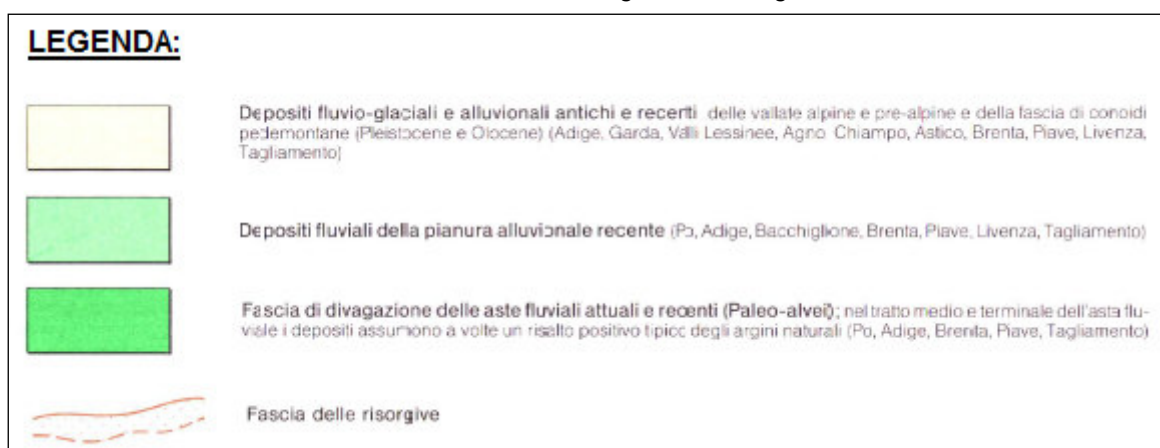 LEGENDA:
Depositi fluvio-glaciali e alluvionali antichi e recentti delle vallate alpine e pre-alpine e della fascia di conoidi
pedemontane (Pleistocene e Olocene) (Adige, Garda, Valli Lessinee, Agno Chiampo, Astico, Brenta, Piave, Livenza,
Tagliamento)
Depositi fluviali della pianura alluvionale recente (Po, Adige, Bacchiglione, Brenta, Piave, Livenza, Tagliamento)
Fascia di divagazione delle aste fluviali attuali e recenti (Paleo-alvei); nel tratto medio e terminale dell'asta flu-
viale i depositi assumono a volte un risalto positivo tipico degli argini naturali (Po, Adige, Brenta, Piave, Tagliamento)
Fascia delle risorgive